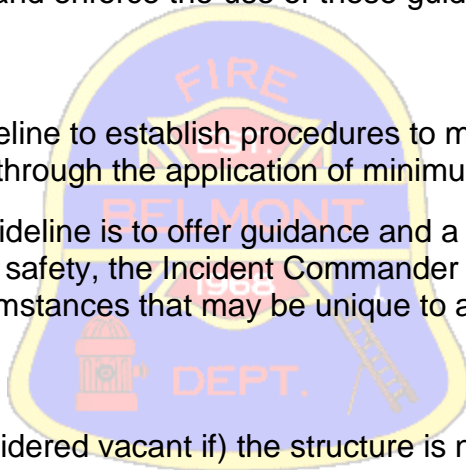 and enforce the use of these guid
FIRE
eline to establish procedures to m
EST.
through the application of minimu
BELMONT
ideline is to offer guidance and a
safety, the Incident Commander
1968
mstances that may be unique to a
DEPT.
idered vacant if) the structure is n